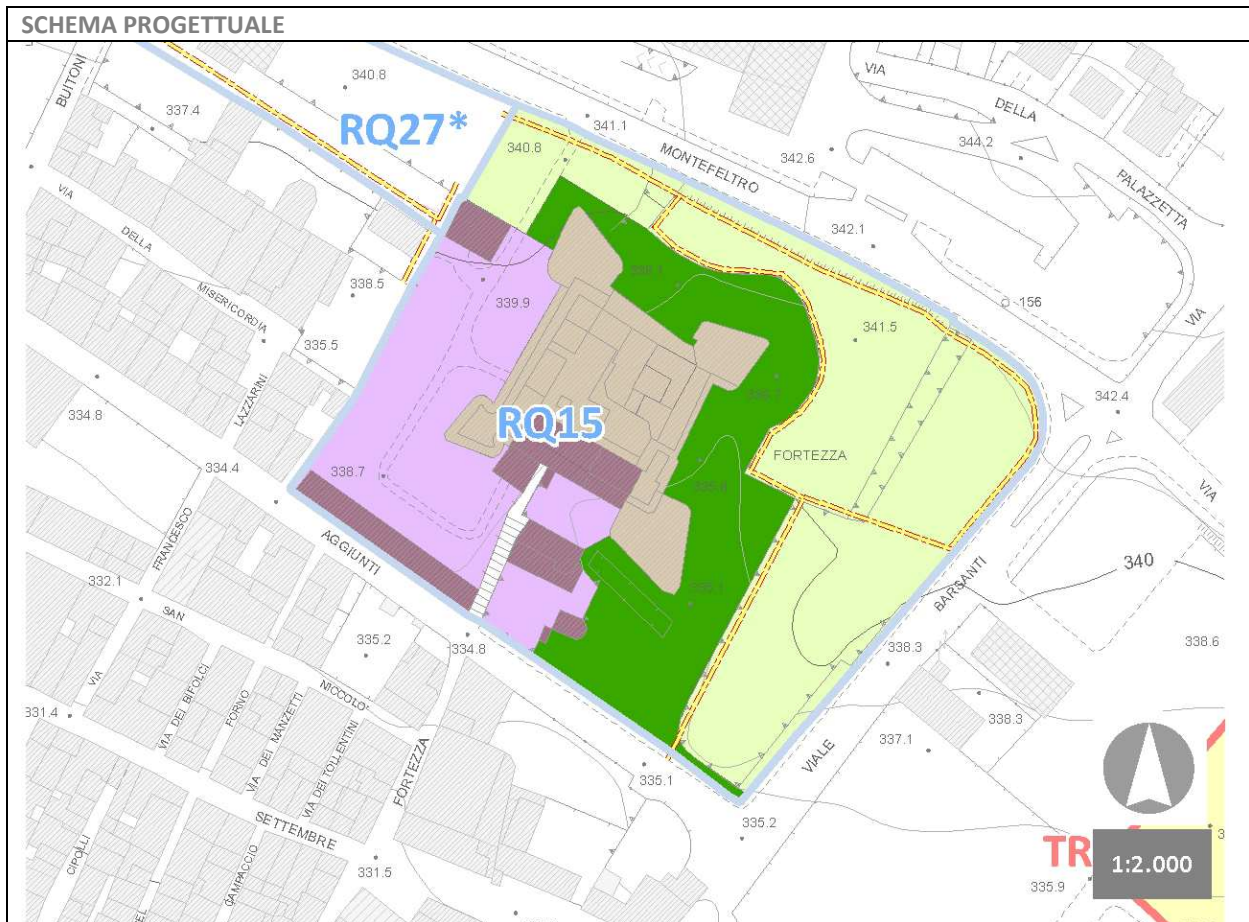 SCHEMA PROGETTUALE
BUITONI
340.8
337.4
RQ27*
340.8
341.1
MONTEFELTRO
342.6
VIA
DELLA
344.2
PALAZZETTA
VIA
DELLA
MISERICORDIA
338.5
339.9
342.1
156
VIA
341.5
335.5
334.8
LAZZARINI
342.4
RQ15
FORTEZZA
VIA
334.4
338.7
FRANCESCO
AGGIUNTI
332.1
SAN
340
BARSANTI
335.2
334.8
338.3
338.6
NICCOLO'
VIA
VIA DEI BIFOLCI
FORNO
VIA DEI MANZETTI
VIA DEI TOLLENTINI
FORTEZZA
331.4
338.3
337.1
VIALE
335.1
335.2
SETTEMBRE
CIPOLLI
CAMPACCIO
331.5
TR
1:2.000
335.9